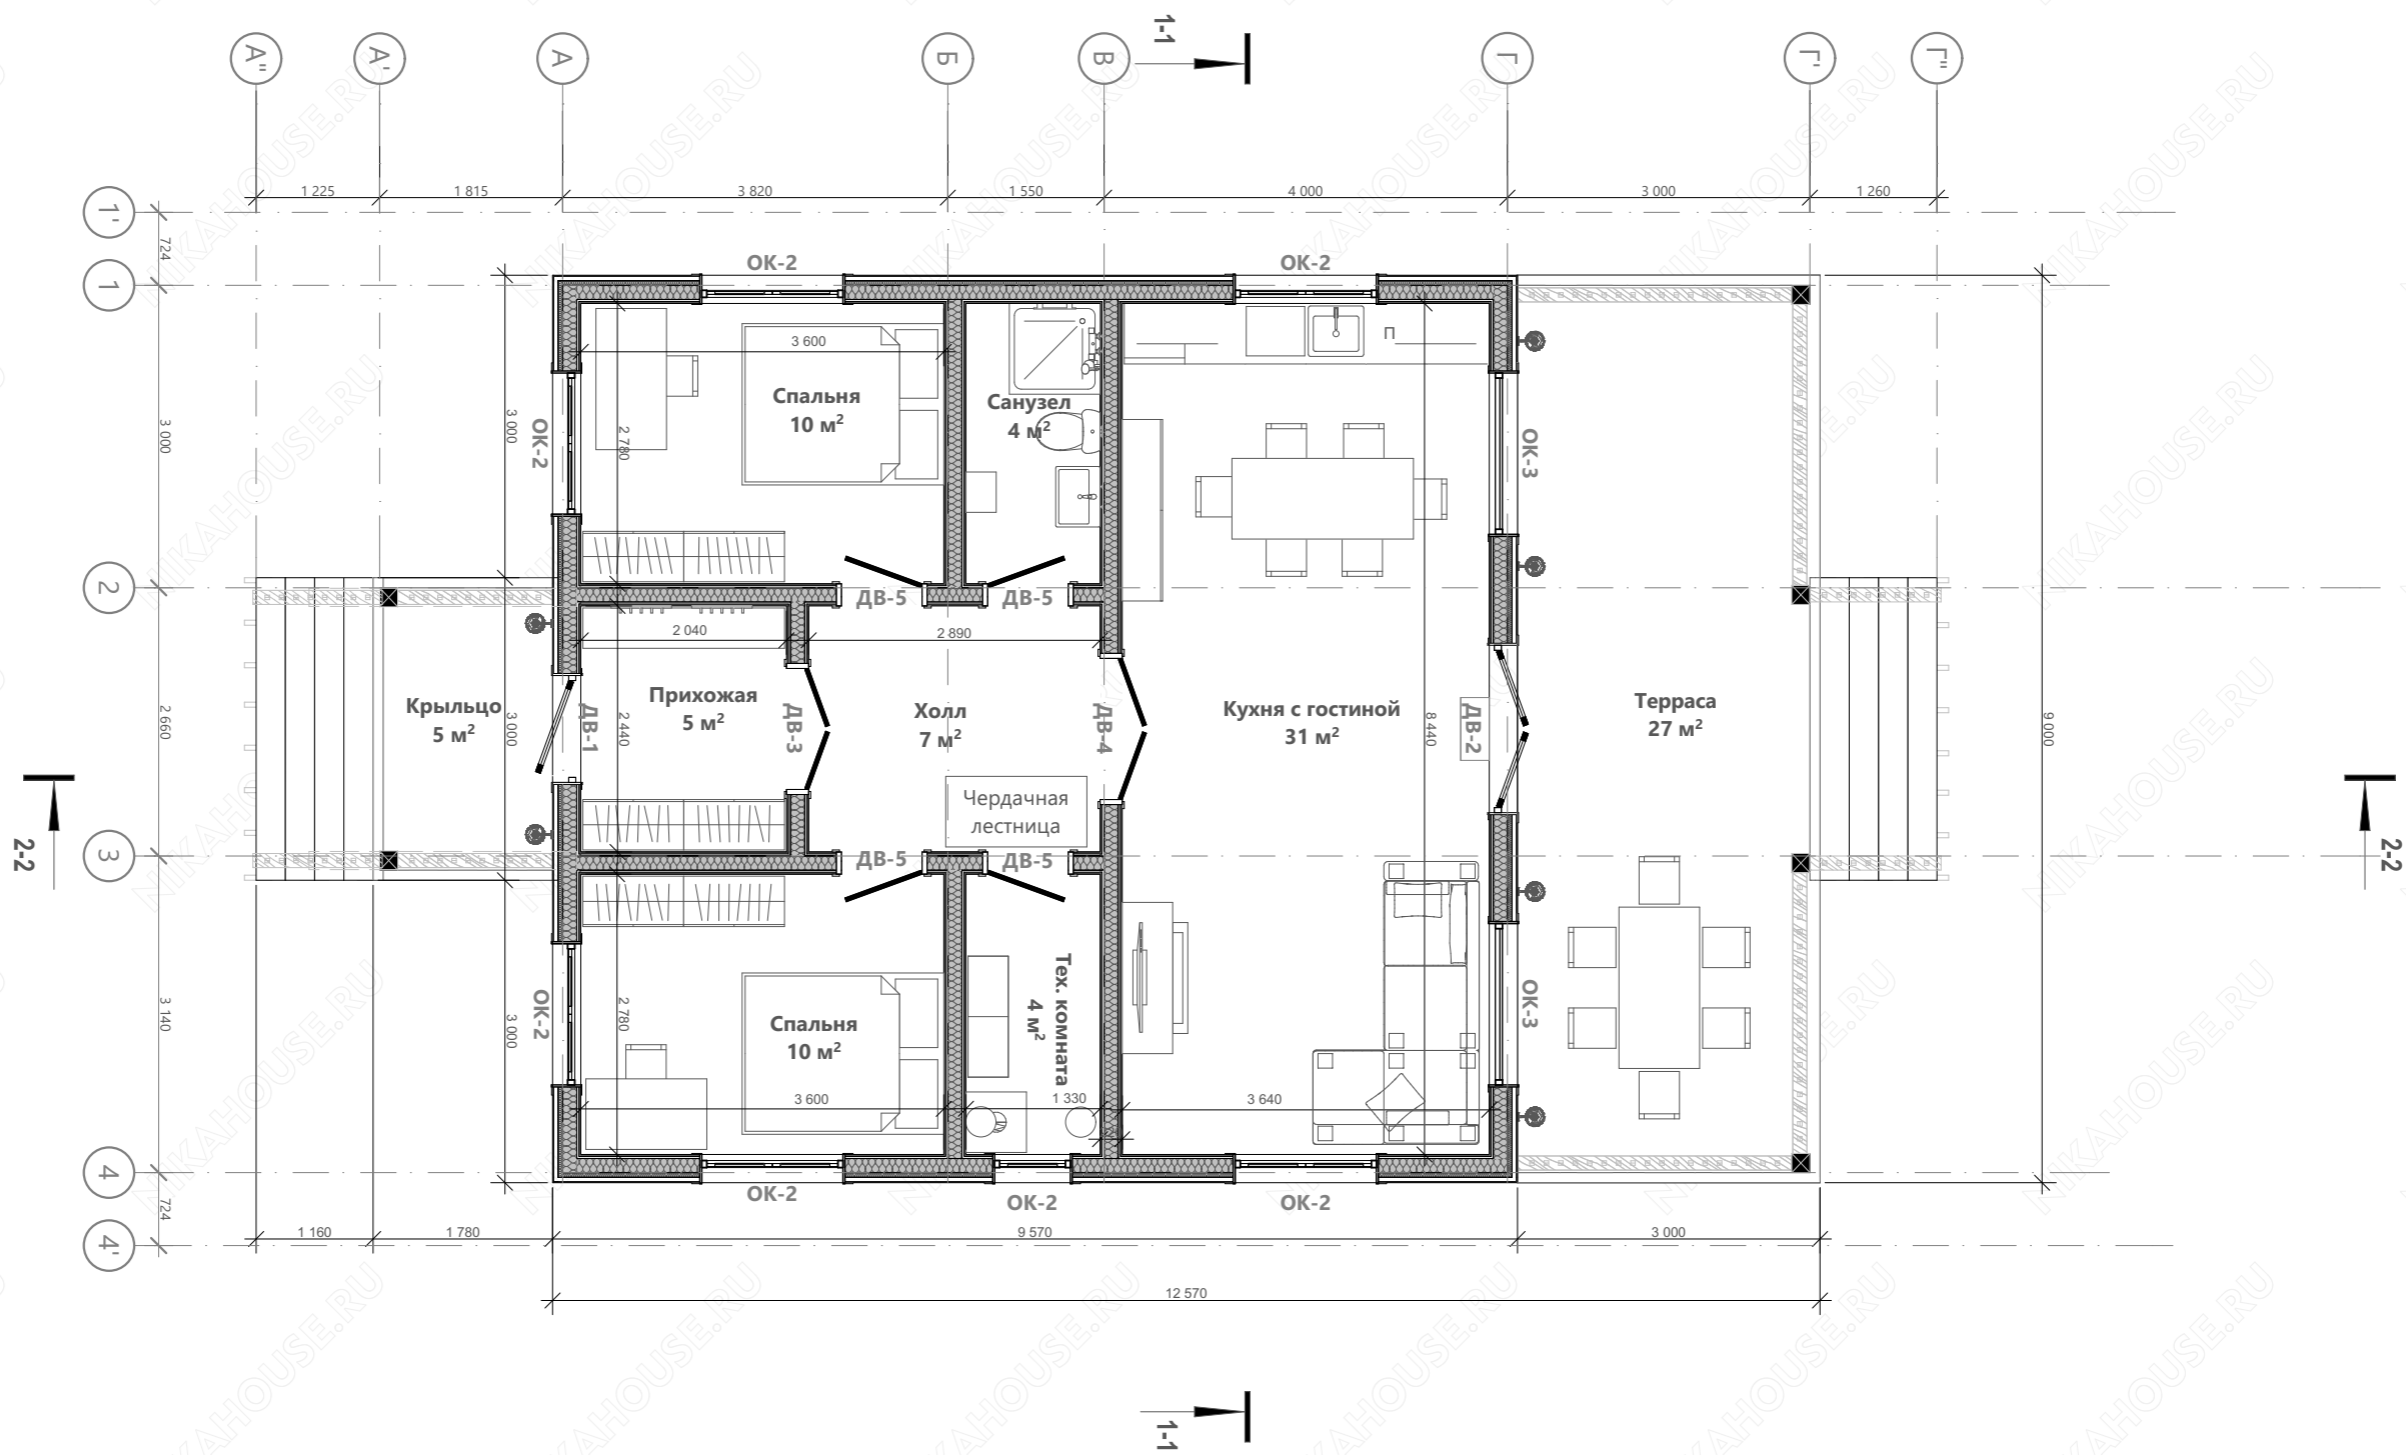 1-1
А"
А'
А
Б
В
Г
Г'
Г"
1 225
1 815
3 820
1 550
4 000
3 000
1 260
1'
724
1
ОК-2
ОК-2
3 600
П
Спальня
10 м²
Санузел
4 м²
3 000
3 000
ОК-2
2 780
ОК-3
2
ДВ-5
ДВ-5
2 040
2 890
Крыльцо
5 м²
3 000
ДВ-1
Прихожая
5 м²
2 440
ДВ-3
Холл
7 м²
ДВ-4
Кухня с гостиной
31 м²
8 440
ДВ-2
Терраса
27 м²
9 000
2 660
Чердачная
лестница
2-2
2-2
3
ДВ-5
ДВ-5
3 140
3 000
ОК-2
2 780
Спальня
10 м²
Тех. комната
4 м²
ОК-3
3 600
1 330
3 640
4
ОК-2
ОК-2
ОК-2
724
4'
1 160
1 780
9 570
3 000
12 570
1-1
NIKAHOUSE.RU